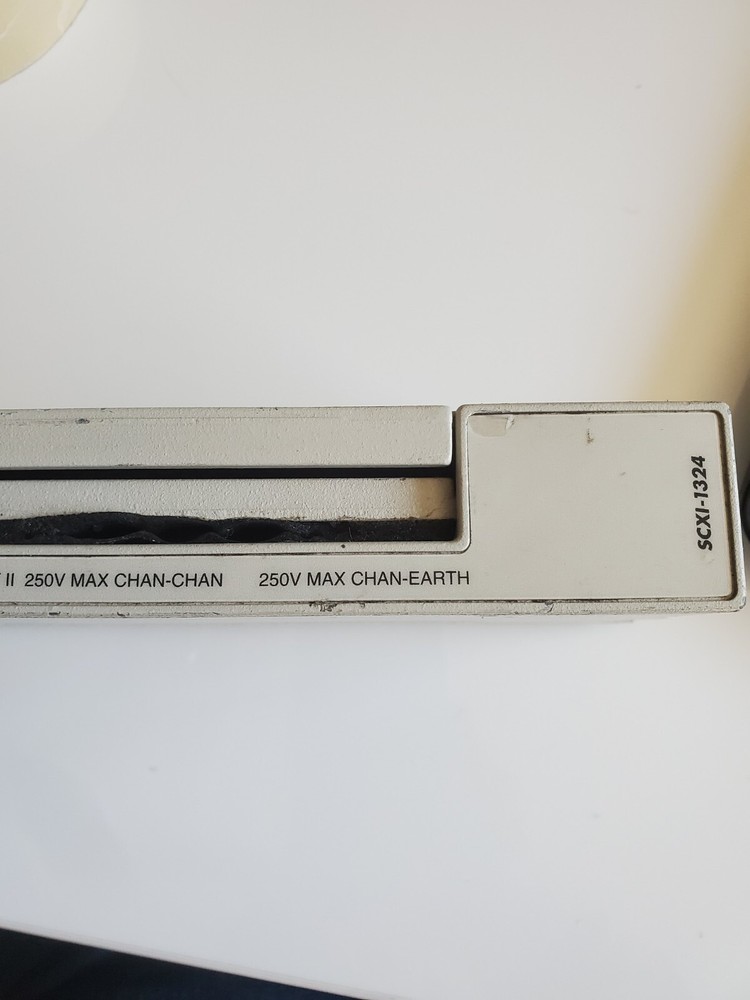 II 250V MAX CHAN-CHAN 250V MAX CHAN-EARTH
SCXI-1324